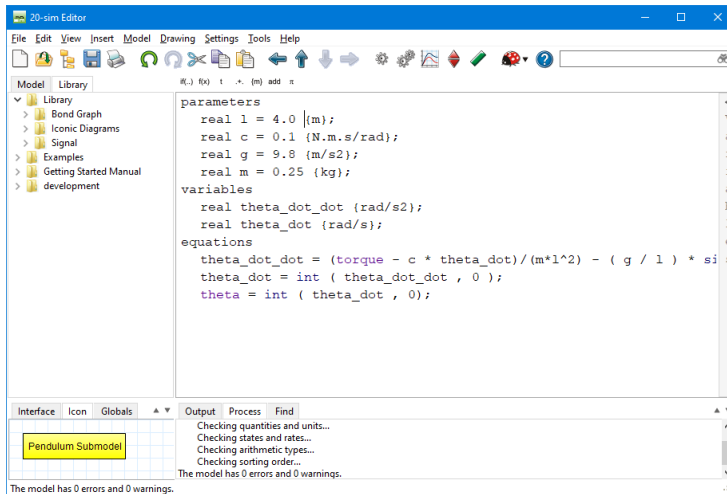 20-sim Editor
File Edit View Insert Model Drawing Settings Tools Help
Model Library
if(..) f(x) t .+. {m} add π
Library
Bond Graph
Iconic Diagrams
Signal
Examples
Getting Started Manual
development
parameters
real l = 4.0 {m};
real c = 0.1 {N.m.s/rad};
real g = 9.8 {m/s2};
real m = 0.25 {kg};
variables
real theta_dot_dot {rad/s2};
real theta_dot {rad/s};
equations
theta_dot_dot = (torque - c * theta_dot)/(m*l^2) - ( g / l ) * si
theta_dot = int ( theta_dot_dot , 0 );
theta = int ( theta_dot , 0);
Interface Icon Globals
Pendulum Submodel
Output Process Find
Checking quantities and units...
Checking states and rates...
Checking arithmetic types...
Checking sorting order...
The model has 0 errors and 0 warnings.
The model has 0 errors and 0 warnings.